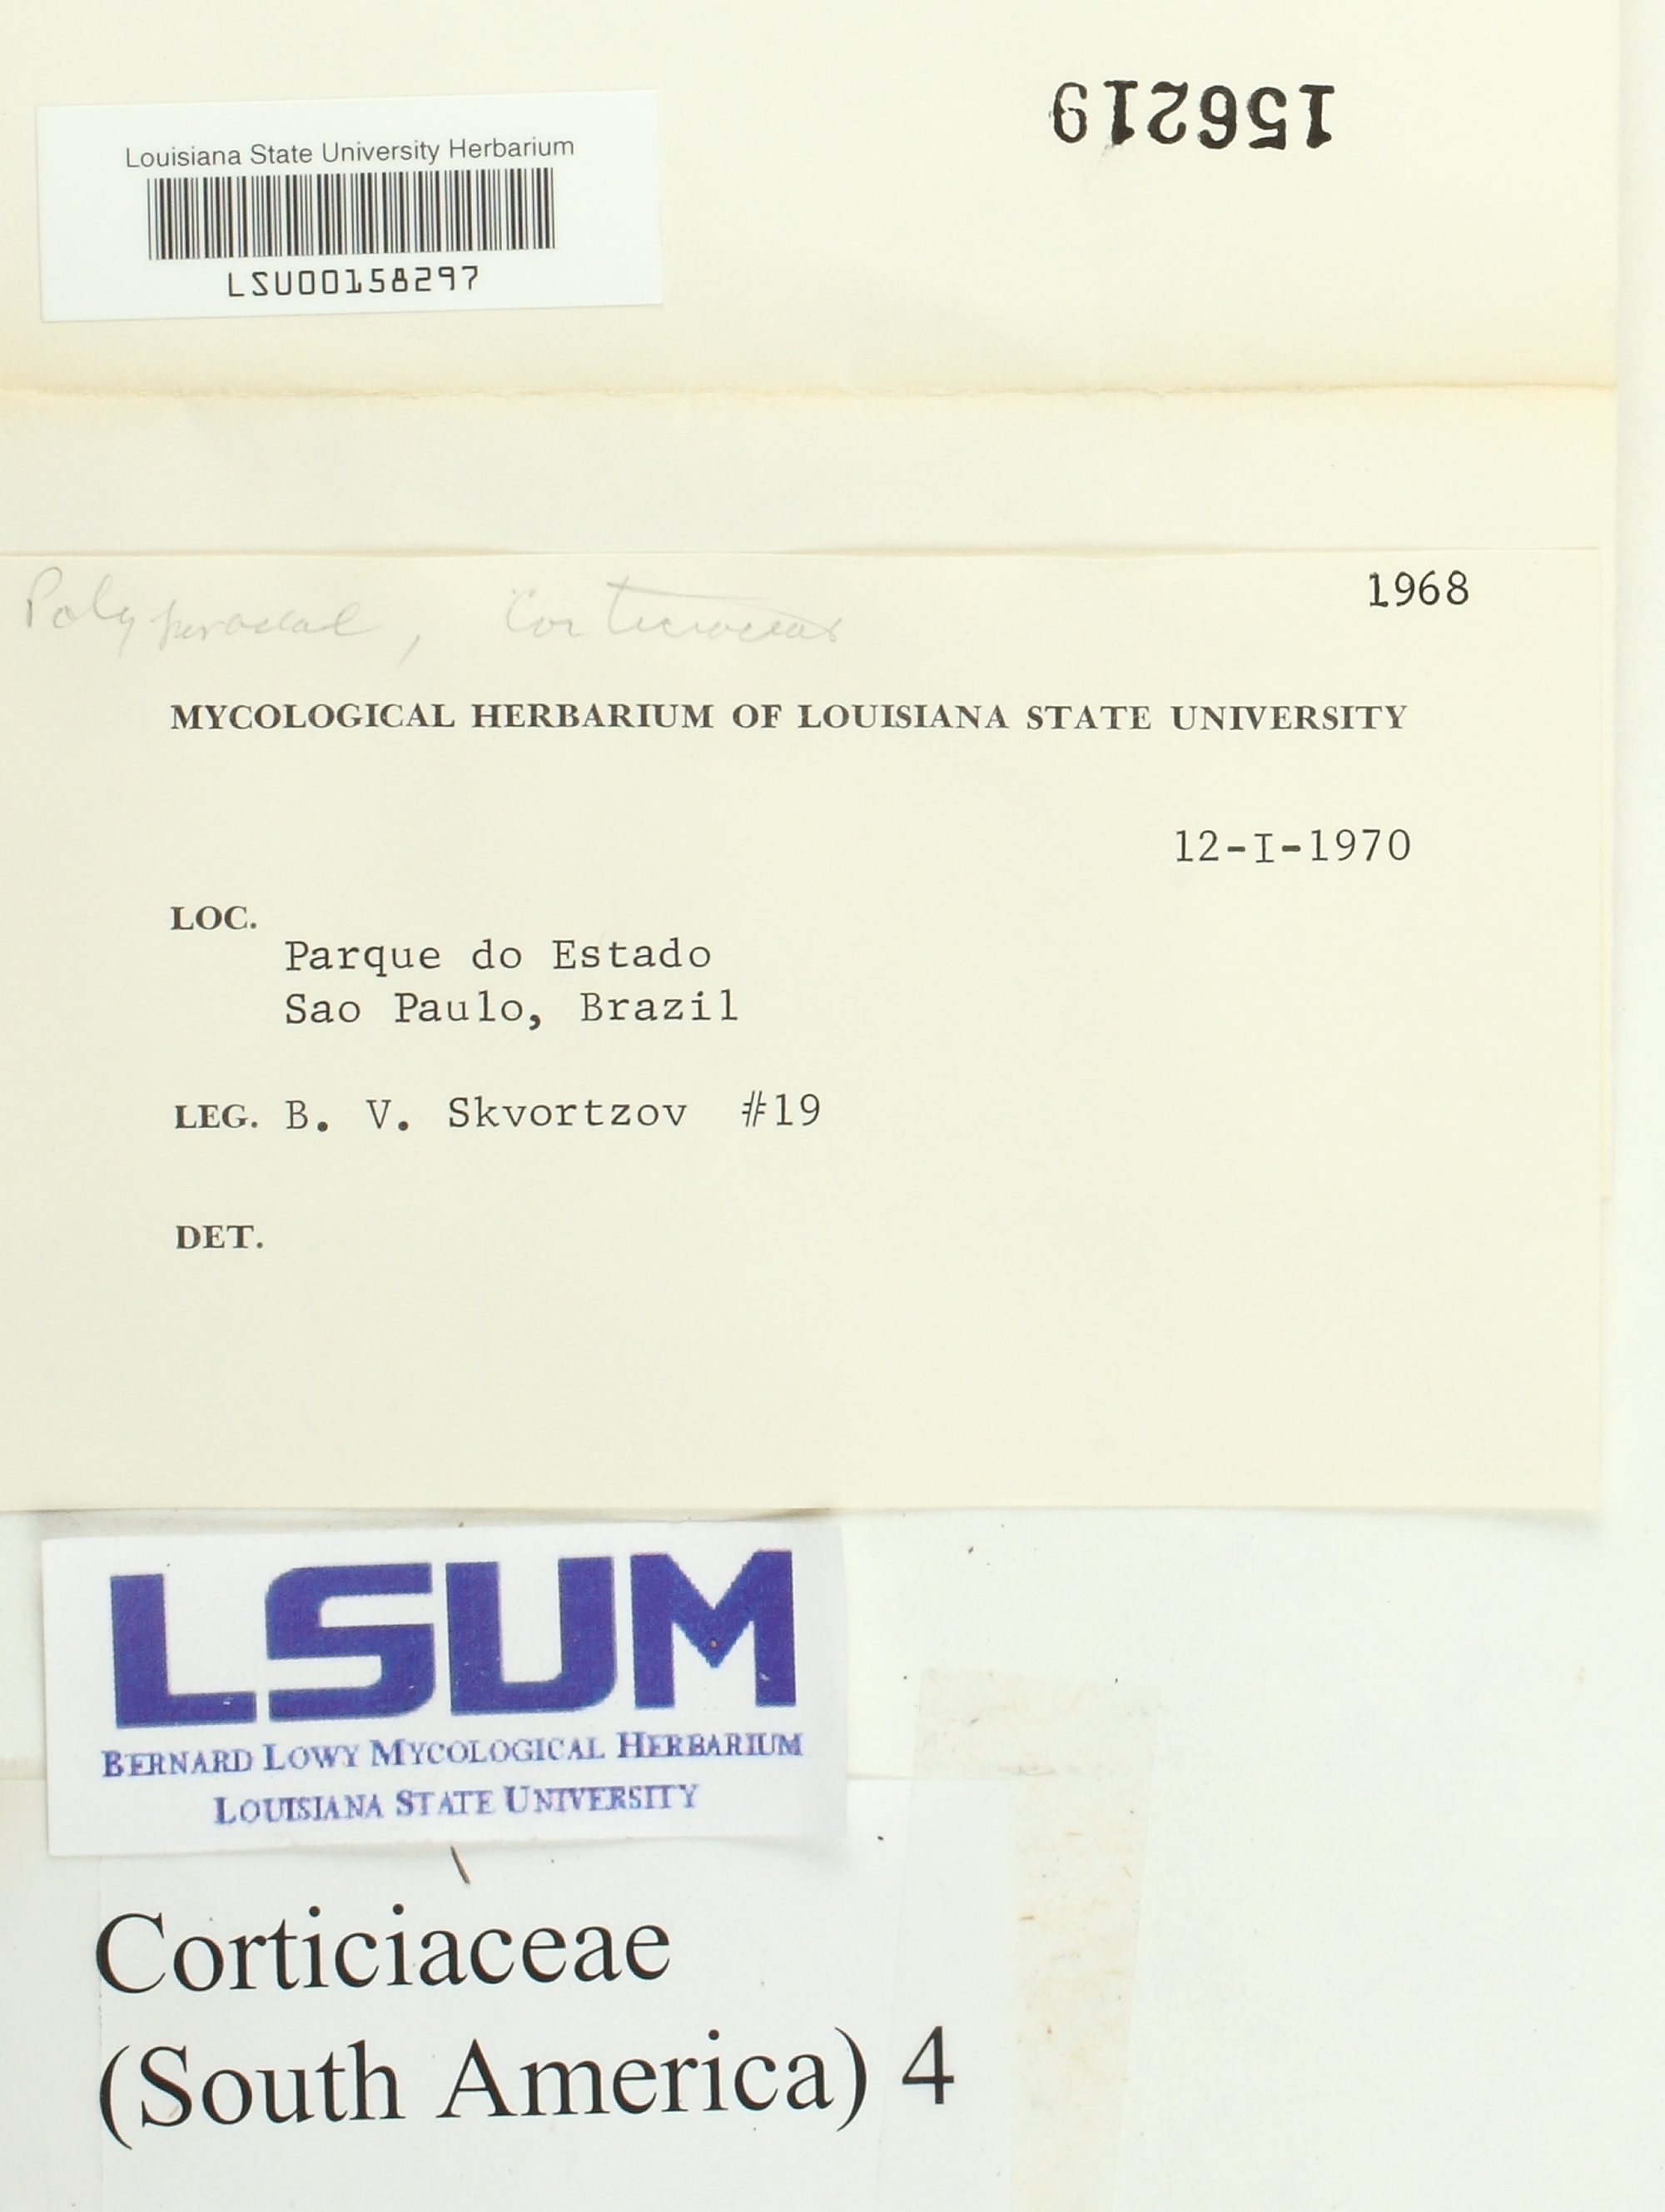 156219
Louisiana State University Herbarium
LSU00158297
1968
Polyporaceae, Corticiaceae
MYCOLOGICAL HERBARIUM OF LOUISIANA STATE UNIVERSITY
12-I-1970
LOC.
Parque do Estado
Sao Paulo, Brazil
LEG. B. V. Skvortzov #19
DET.
LSUM
BERNARD LOWY MYCOLOGICAL HERBARIUM
LOUISIANA STATE UNIVERSITY
Corticiaceae
(South America) 4